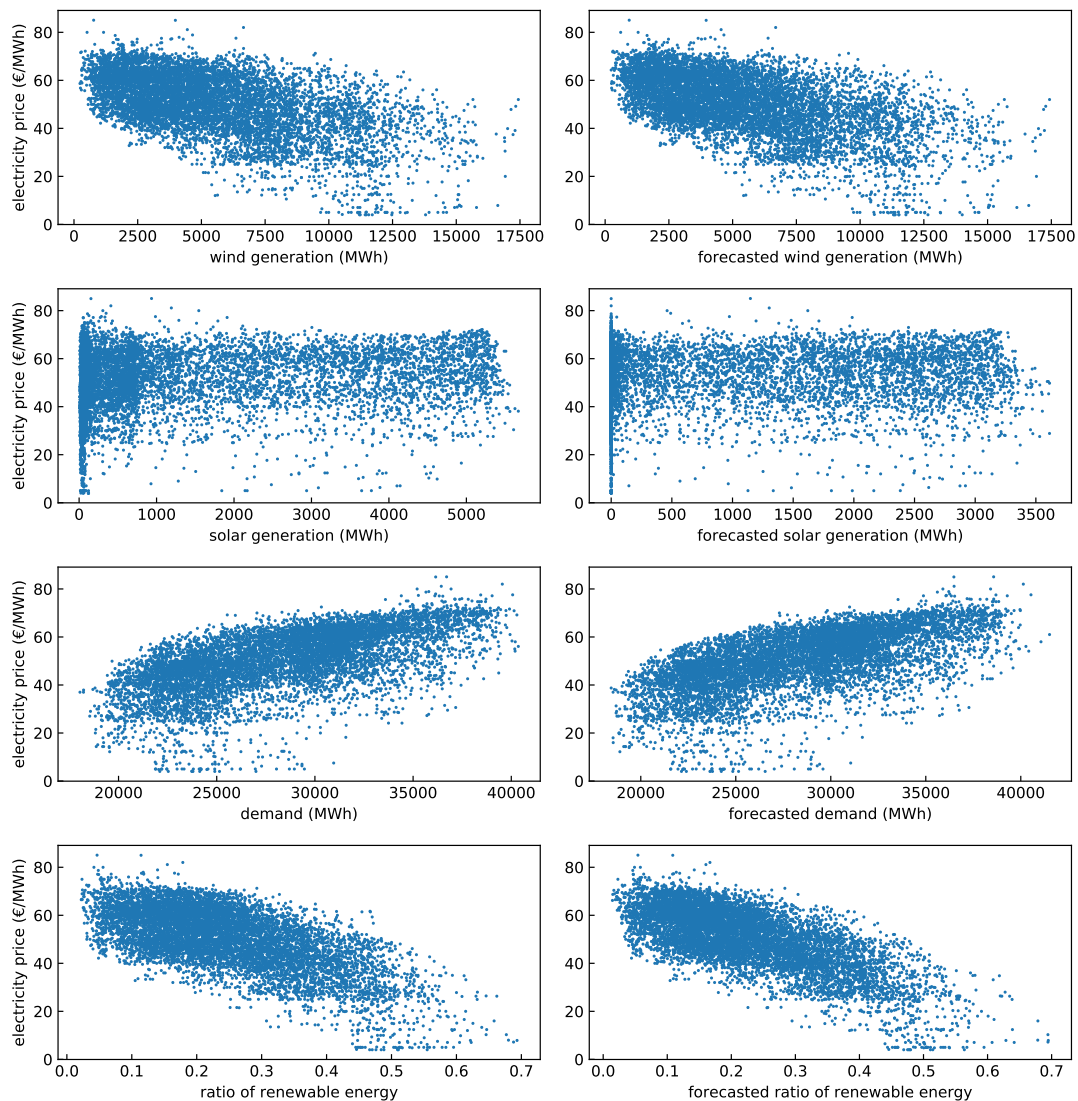 electricity price (€/MWh)
80
60
40
20
0
0 2500 5000 7500 10000 12500 15000 17500
wind generation (MWh)
80
60
40
20
0
0 2500 5000 7500 10000 12500 15000 17500
forecasted wind generation (MWh)
electricity price (€/MWh)
80
60
40
20
0
0 1000 2000 3000 4000 5000
solar generation (MWh)
80
60
40
20
0
0 500 1000 1500 2000 2500 3000 3500
forecasted solar generation (MWh)
electricity price (€/MWh)
80
60
40
20
0
20000 25000 30000 35000 40000
demand (MWh)
80
60
40
20
0
20000 25000 30000 35000 40000
forecasted demand (MWh)
electricity price (€/MWh)
80
60
40
20
0
0.0 0.1 0.2 0.3 0.4 0.5 0.6 0.7
ratio of renewable energy
80
60
40
20
0
0.0 0.1 0.2 0.3 0.4 0.5 0.6 0.7
forecasted ratio of renewable energy